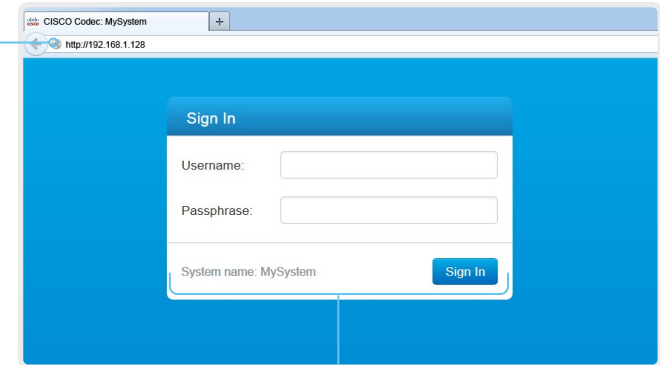 CISCO Codec: MySystem
+
http://192.168.1.128
Sign In
Username:
Passphrase:
System name: MySystem
Sign In